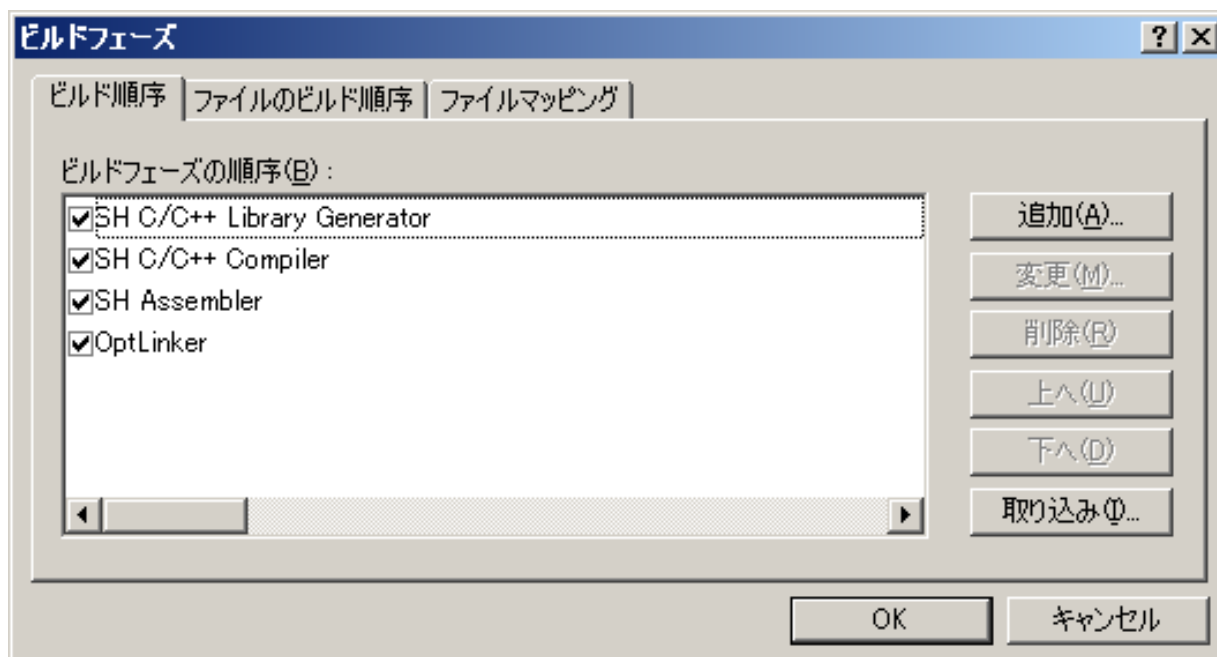 ビルドフェーズ
ビルド順序 ファイルのビルド順序 ファイルマッピング
ビルドフェーズの順序(B) :
SH C/C++ Library Generator
SH C/C++ Compiler
SH Assembler
OptLinker
追加(A)...
変更(M)...
削除(R)
上へ(U)
下へ(D)
取り込み(I)...
OK キャンセル